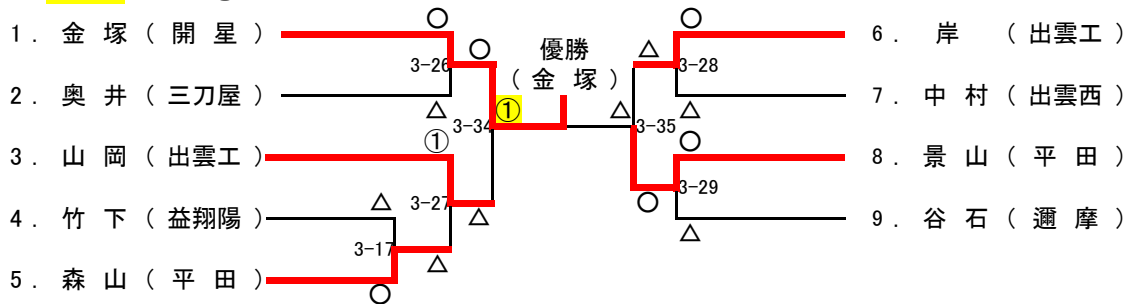 1. 金塚(開星) ○ ○ 優勝 △ ○ 6. 岸 (出雲工)
3-26 (金塚) 3-28
2. 奥井(三刀屋) △ 3-34 ① △ 3-35 △ 7. 中村(出雲西)
3. 山岡(出雲工) ① ○ 8. 景山(平田)
3-27 3-29
4. 竹下(益翔陽) △ △ ○ △ 9. 谷石(邇摩)
3-17
5. 森山(平田) ○ △